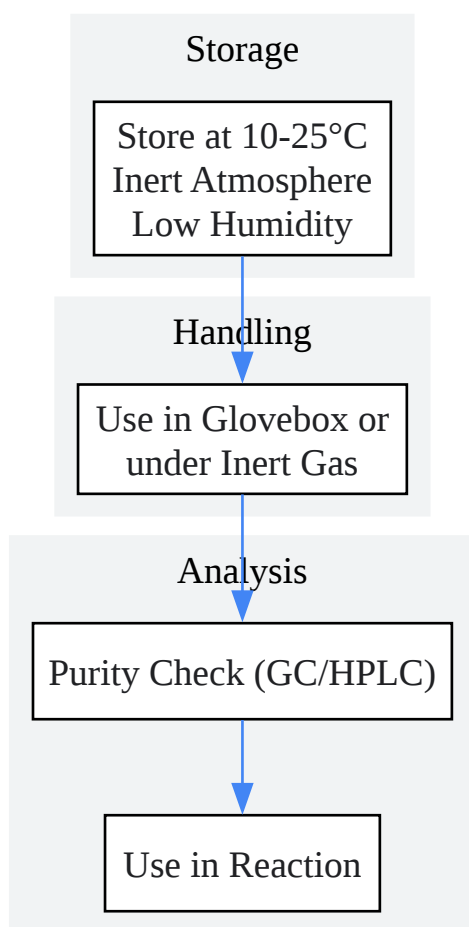 Storage
Store at 10-25°C
Inert Atmosphere
Low Humidity
Handling
Use in Glovebox or
under Inert Gas
Analysis
Purity Check (GC/HPLC)
Use in Reaction